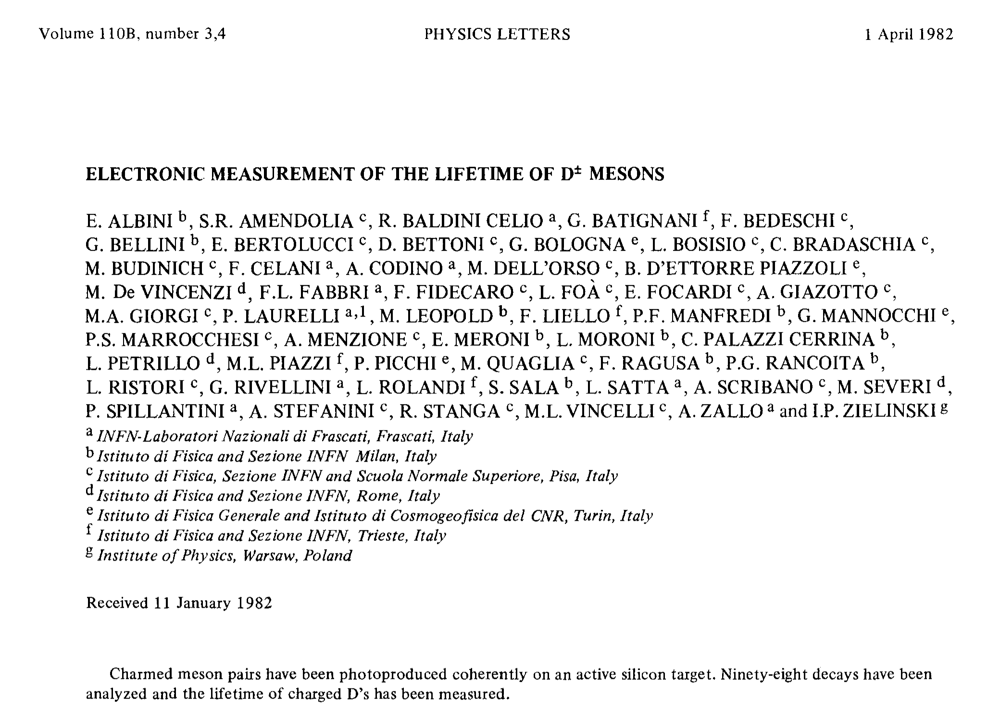 Volume 110B, number 3,4 PHYSICS LETTERS 1 April 1982
ELECTRONIC MEASUREMENT OF THE LIFETIME OF D± MESONS
E. ALBINI b, S.R. AMENDOLIA c, R. BALDINI CELIO a, G. BATIGNANI f, F. BEDESCHI c,
G. BELLINI b, E. BERTOLUCCI c, D. BETTONI c, G. BOLOGNA e, L. BOSISIO c, C. BRADASCHIA c,
M. BUDINICH c, F. CELANI a, A. CODINO a, M. DELL'ORSO c, B. D'ETTORRE PIAZZOLI e,
M. De VINCENZI d, F.L. FABBRI a, F. FIDECARO c, L. FOÀ c, E. FOCARDI c, A. GIAZOTTO c,
M.A. GIORGI c, P. LAURELLI a,1, M. LEOPOLD b, F. LIELLO f, P.F. MANFREDI b, G. MANNOCCHI e,
P.S. MARROCCHESI c, A. MENZIONE c, E. MERONI b, L. MORONI b, C. PALAZZI CERRINA b,
L. PETRILLO d, M.L. PIAZZI f, P. PICCHI e, M. QUAGLIA c, F. RAGUSA b, P.G. RANCOITA b,
L. RISTORI c, G. RIVELLINI a, L. ROLANDI f, S. SALA b, L. SATTA a, A. SCRIBANO c, M. SEVERI d,
P. SPILLANTINI a, A. STEFANINI c, R. STANGA c, M.L. VINCELLI c, A. ZALLO a and I.P. ZIELINSKI g
a INFN-Laboratori Nazionali di Frascati, Frascati, Italy
b Istituto di Fisica and Sezione INFN Milan, Italy
c Istituto di Fisica, Sezione INFN and Scuola Normale Superiore, Pisa, Italy
d Istituto di Fisica and Sezione INFN, Rome, Italy
e Istituto di Fisica Generale and Istituto di Cosmogeofisica del CNR, Turin, Italy
f Istituto di Fisica and Sezione INFN, Trieste, Italy
g Institute of Physics, Warsaw, Poland
Received 11 January 1982
Charmed meson pairs have been photoproduced coherently on an active silicon target. Ninety-eight decays have been
analyzed and the lifetime of charged D's has been measured.